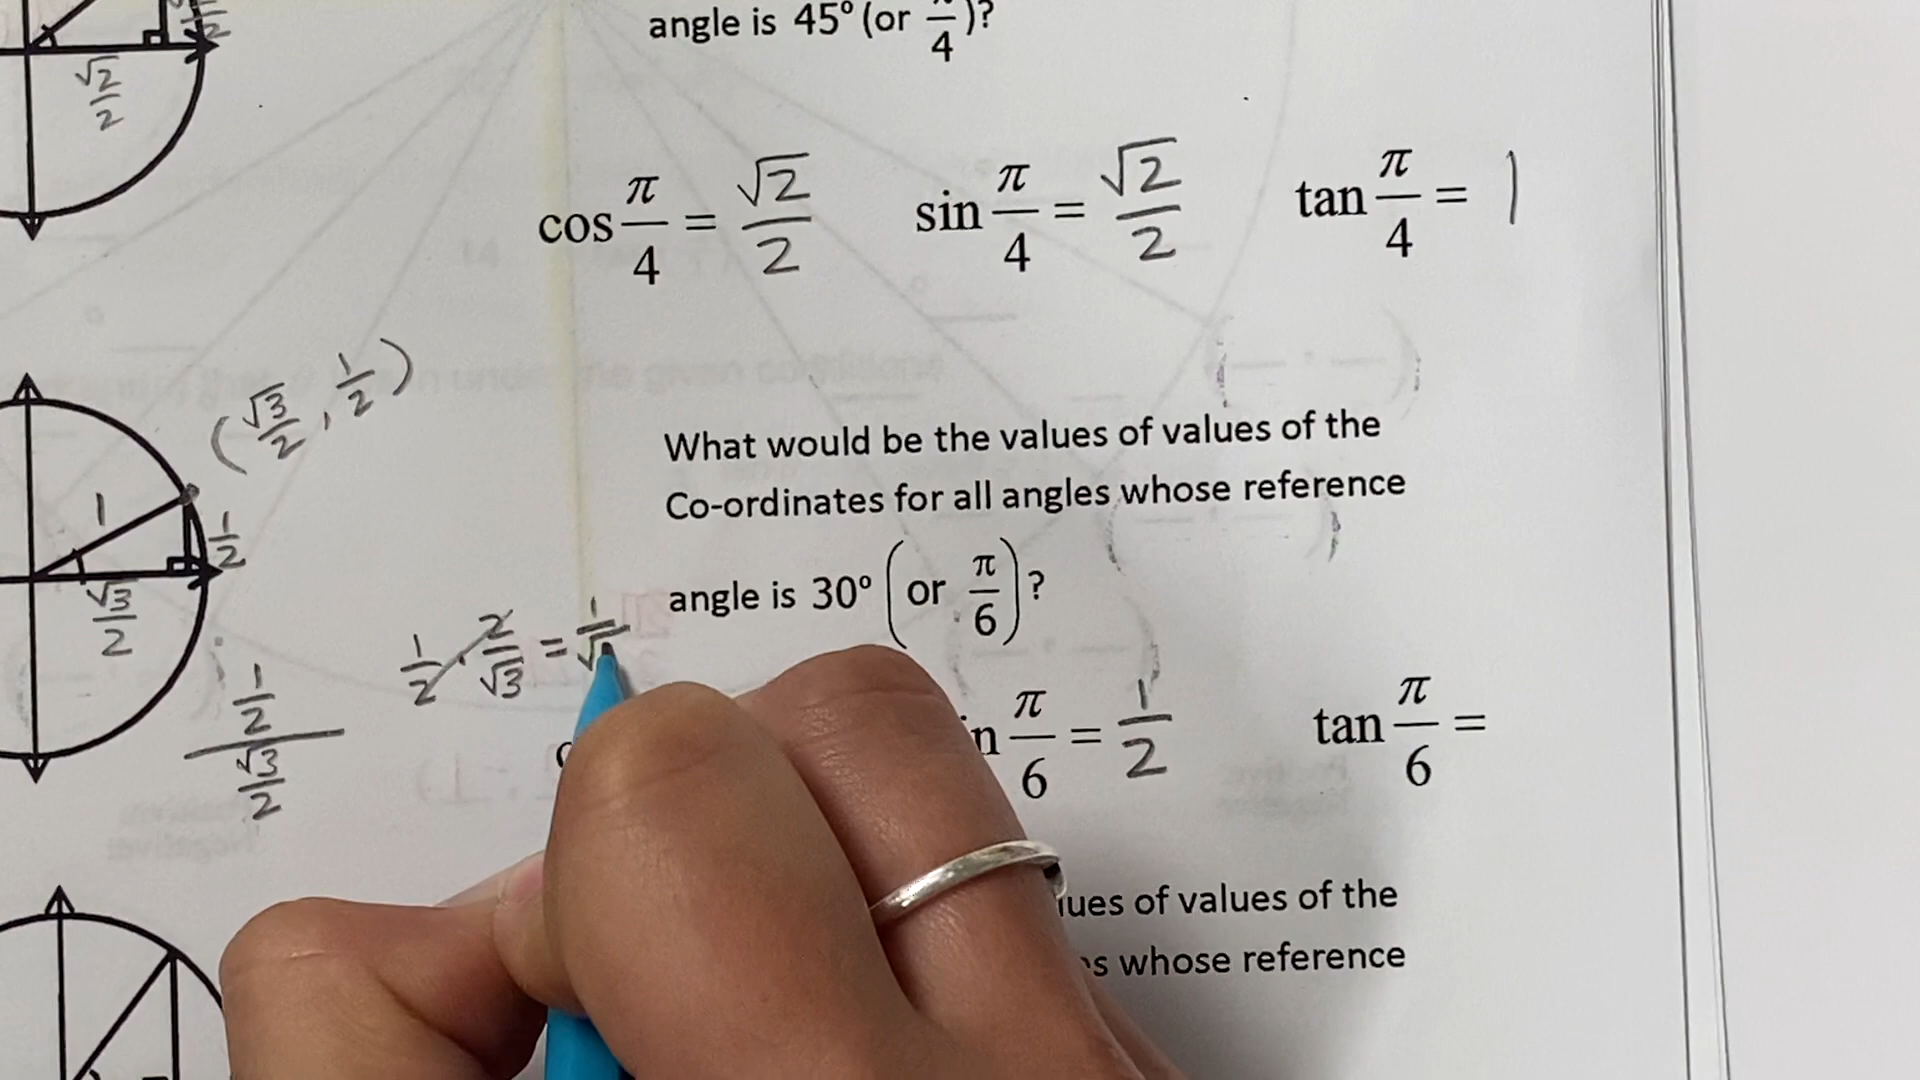 angle is 45° (or π/4)?
√2/2
cos π/4 = √2/2 sin π/4 = √2/2 tan π/4 = 1
(√3/2, 1/2)
What would be the values of values of the
Co-ordinates for all angles whose reference
1
1/2
√3/2
angle is 30° (or π/6)?
1/2 · 2/√3 = 1/√
1/2
√3/2
n π/6 = 1/2 tan π/6 =
of values of the
whose reference